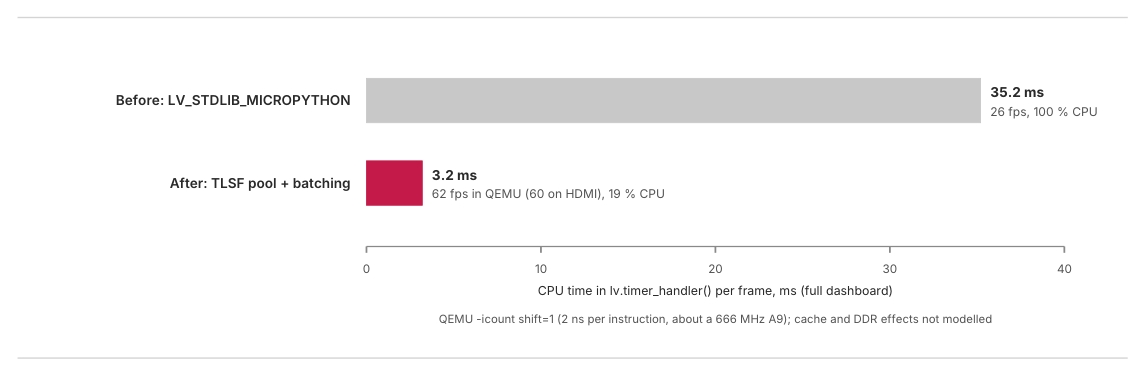 Before: LV_STDLIB_MICROPYTHON
35.2 ms
26 fps, 100 % CPU
After: TLSF pool + batching
3.2 ms
62 fps in QEMU (60 on HDMI), 19 % CPU
0 10 20 30 40
CPU time in lv.timer_handler() per frame, ms (full dashboard)
QEMU -icount shift=1 (2 ns per instruction, about a 666 MHz A9); cache and DDR effects not modelled